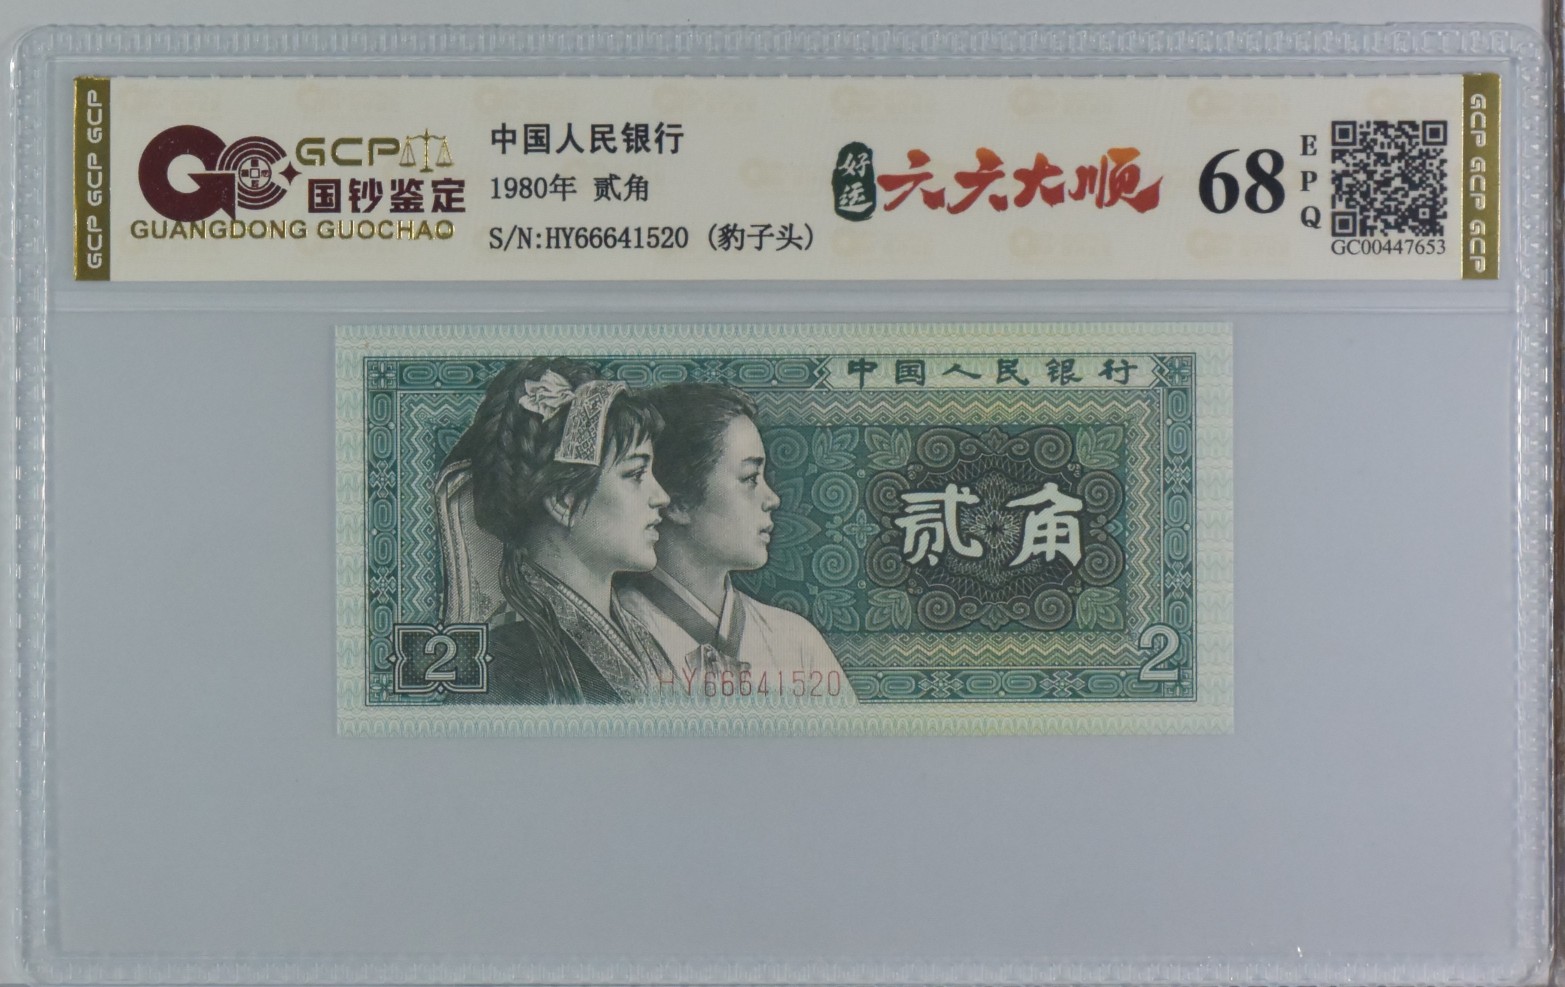 GCP GCP GCP
GCP
国钞鉴定
GUANGDONG GUOCHAO
中国人民银行
1980年 贰角
S/N:HY66641520 (豹子头)
好运
六六大顺
68
EPQ
GC00447653
GCP GCP GCP
中国人民银行
贰角
2
2
HY66641520